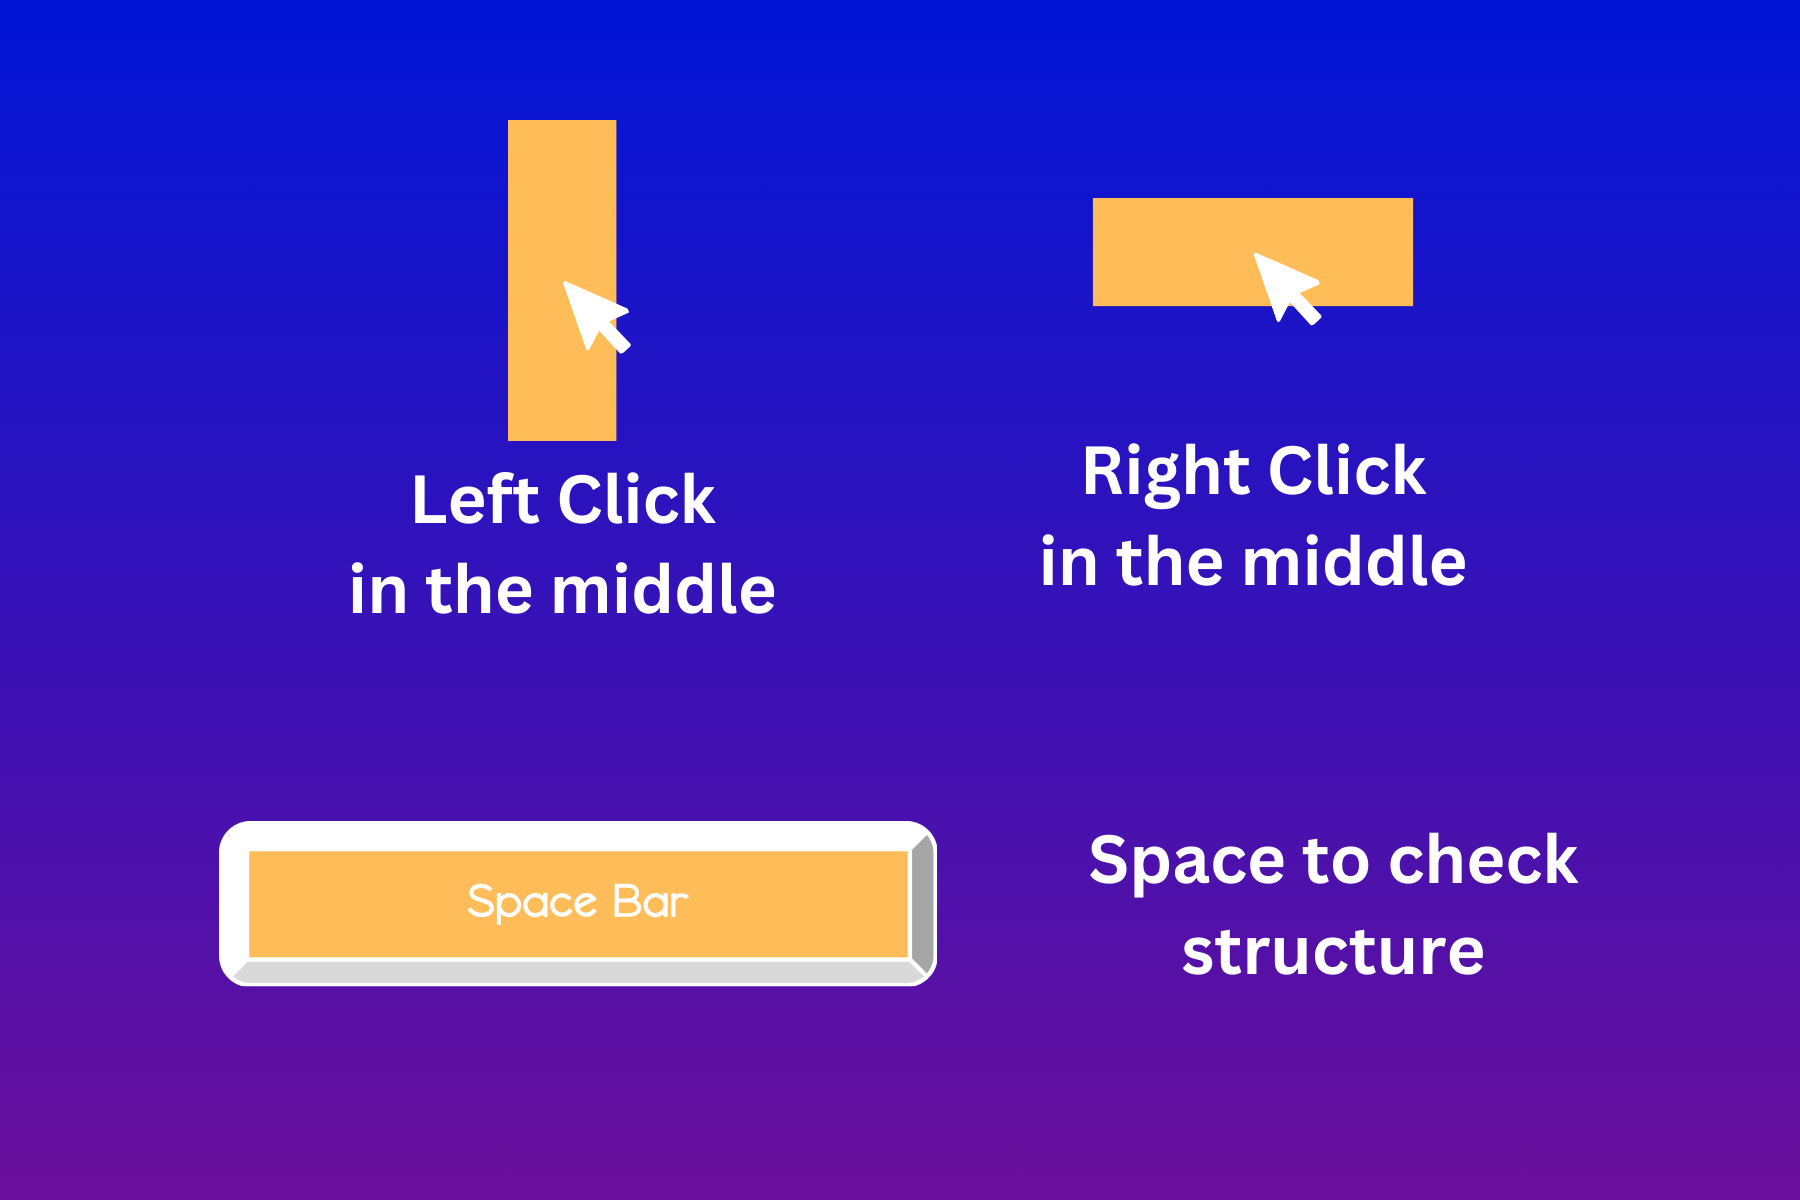 Left Click
in the middle
Right Click
in the middle
Space Bar
Space to check
structure